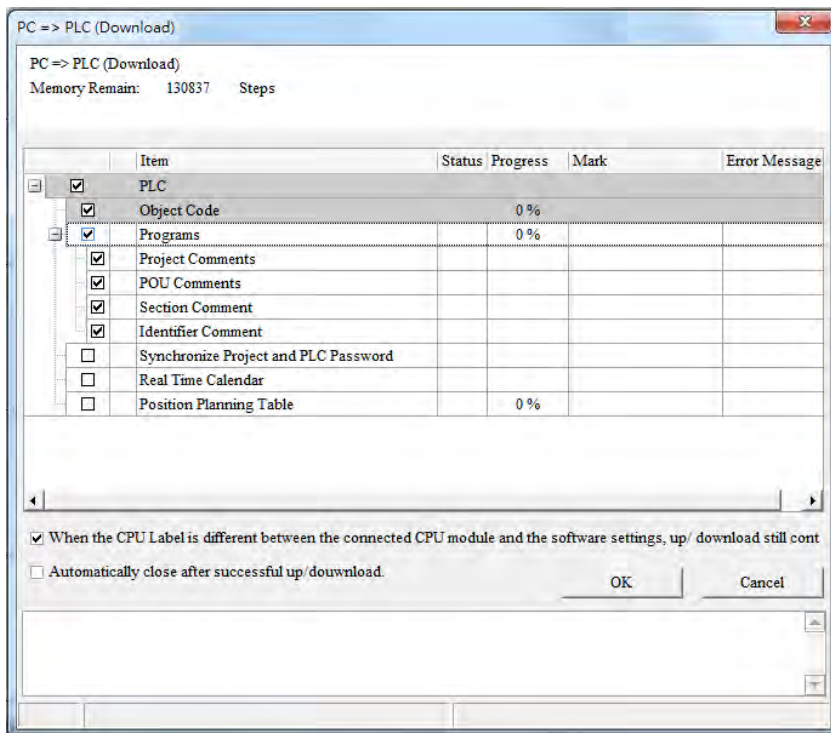 PC => PLC (Download)
PC => PLC (Download)
Memory Remain: 130837 Steps
Item Status Progress Mark Error Message
PLC
Object Code 0 %
Programs 0 %
Project Comments
POU Comments
Section Comment
Identifier Comment
Synchronize Project and PLC Password
Real Time Calendar
Position Planning Table 0 %
When the CPU Label is different between the connected CPU module and the software settings, up/ download still cont
Automatically close after successful up/douwnload.
OK Cancel